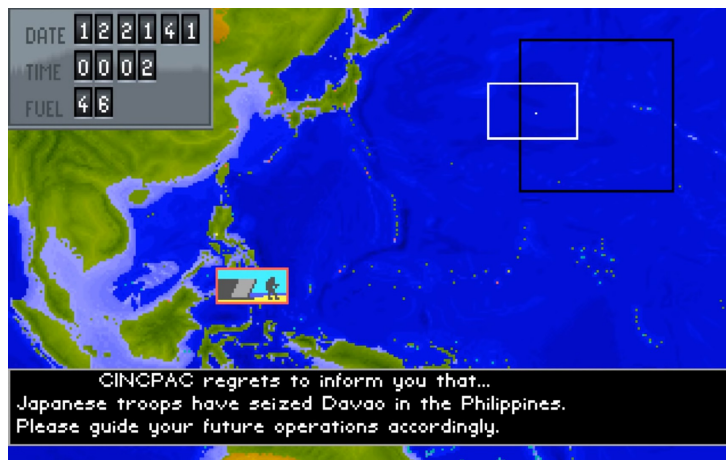 DATE 122141
TIME 0002
FUEL 46
CINCPAC regrets to inform you that...
Japanese troops have seized Davao in the Philippines.
Please guide your future operations accordingly.